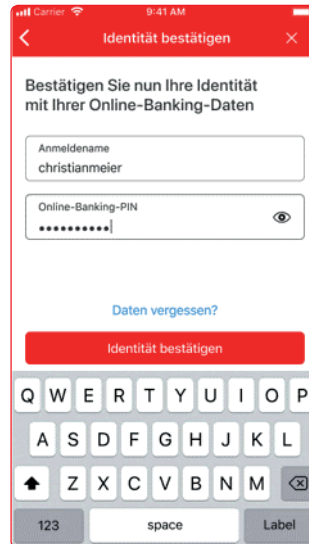 Carrier 9:41 AM
Identität bestätigen
Bestätigen Sie nun Ihre Identität
mit Ihrer Online-Banking-Daten
Anmeldename
christianmeier
Online-Banking-PIN
••••••••••
Daten vergessen?
Identität bestätigen
Q W E R T Y U I O P
A S D F G H J K L
Z X C V B N M
123 space Label